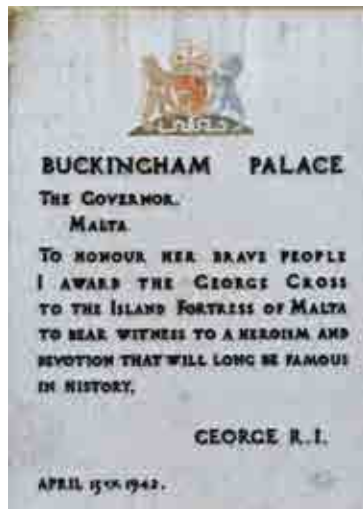 BUCKINGHAM PALACE
THE GOVERNOR.
MALTA
TO HONOUR HER BRAVE PEOPLE
I AWARD THE GEORGE CROSS
TO THE ISLAND FORTRESS OF MALTA
TO BEAR WITNESS TO A HEROISM AND
DEVOTION THAT WILL LONG BE FAMOUS
IN HISTORY.
GEORGE R.I.
APRIL 15TH 1942.